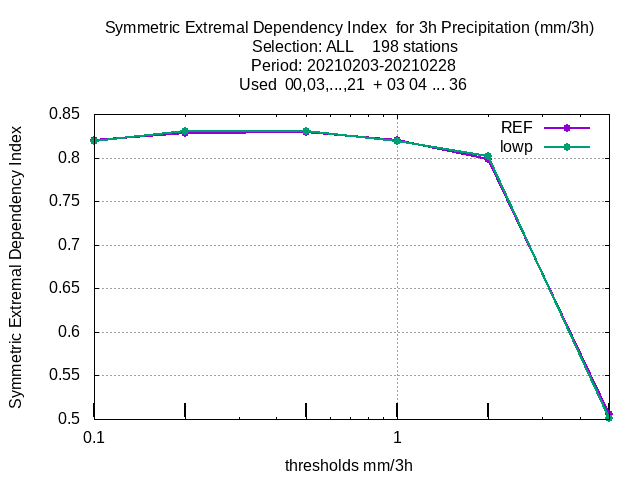 Symmetric Extremal Dependency Index  for 3h Precipitation (mm/3h)
Selection: ALL    198 stations
Period: 20210203-20210228
Used  00,03,...,21  + 03 04 ... 36
Symmetric Extremal Dependency Index
0.85
0.8
0.75
0.7
0.65
0.6
0.55
0.5
REF
lowp
0.1
1
thresholds mm/3h